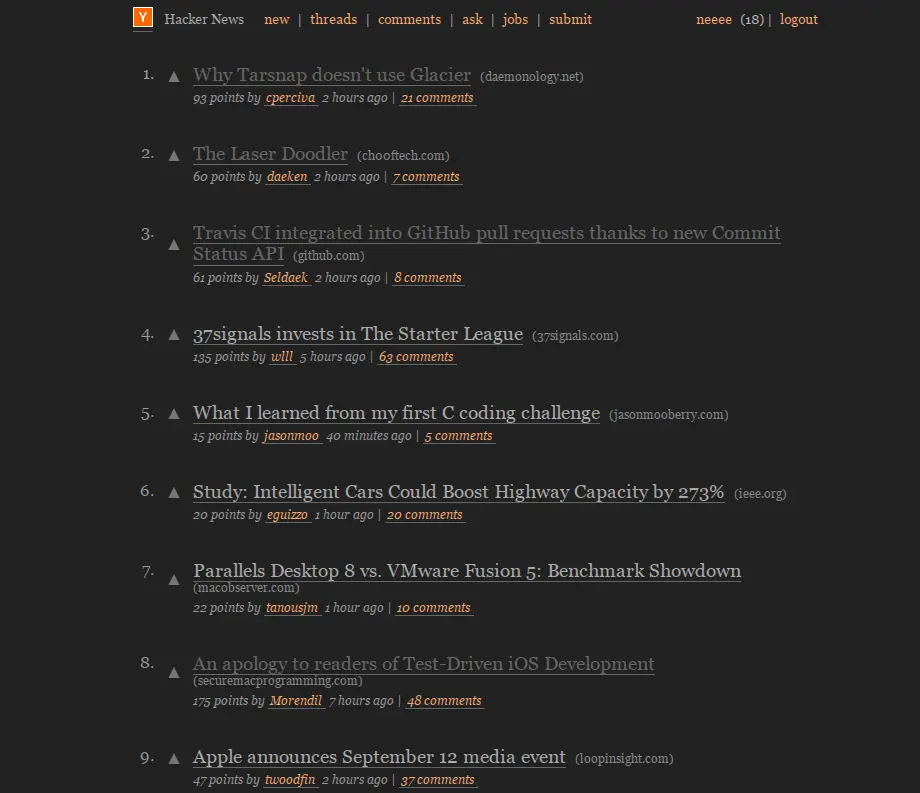 Y Hacker News new | threads | comments | ask | jobs | submit neeee (18) | logout
1. ▲ Why Tarsnap doesn't use Glacier (daemonology.net)
93 points by cperciva 2 hours ago | 21 comments
2. ▲ The Laser Doodler (chooftech.com)
60 points by daeken 2 hours ago | 7 comments
3. ▲ Travis CI integrated into GitHub pull requests thanks to new Commit
Status API (github.com)
61 points by Seldaek 2 hours ago | 8 comments
4. ▲ 37signals invests in The Starter League (37signals.com)
135 points by wlll 5 hours ago | 63 comments
5. ▲ What I learned from my first C coding challenge (jasonmooberry.com)
15 points by jasonmoo 40 minutes ago | 5 comments
6. ▲ Study: Intelligent Cars Could Boost Highway Capacity by 273% (ieee.org)
20 points by eguizzo 1 hour ago | 20 comments
7. ▲ Parallels Desktop 8 vs. VMware Fusion 5: Benchmark Showdown
(macobserver.com)
22 points by tanousjm 1 hour ago | 10 comments
8. ▲ An apology to readers of Test-Driven iOS Development
(securemacprogramming.com)
175 points by Morendil 7 hours ago | 48 comments
9. ▲ Apple announces September 12 media event (loopinsight.com)
47 points by twoodfin 2 hours ago | 37 comments